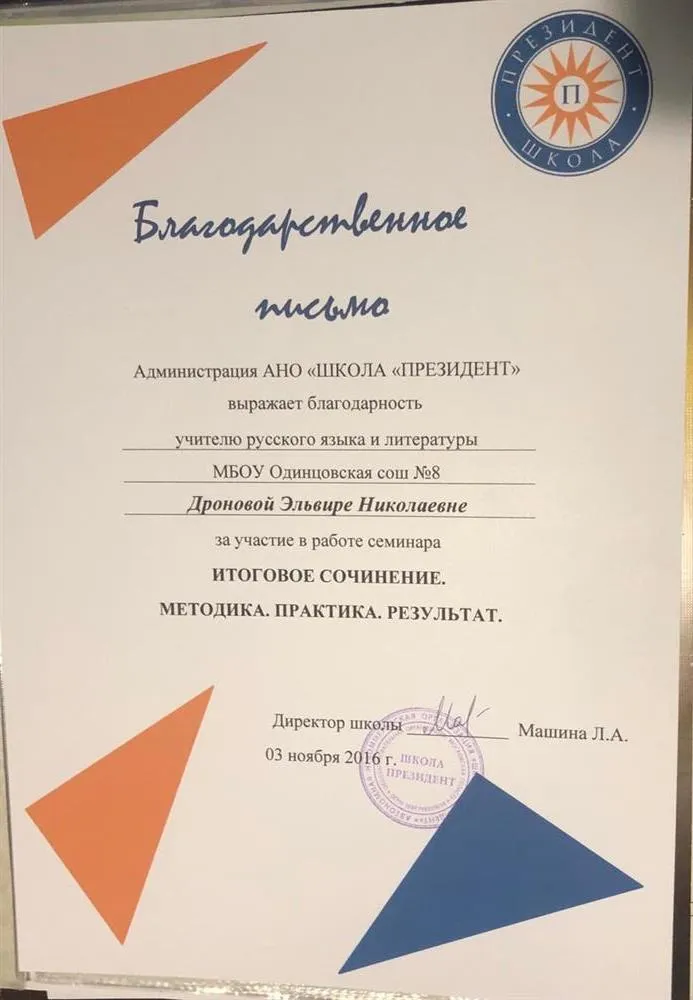 ПРЕЗИДЕНТ
П
ШКОЛА
Благодарственное
письмо
Администрация АНО «ШКОЛА «ПРЕЗИДЕНТ»
выражает благодарность
учителю русского языка и литературы
МБОУ Одинцовская сош №8
Дроновой Эльвире Николаевне
за участие в работе семинара
ИТОГОВОЕ СОЧИНЕНИЕ.
МЕТОДИКА. ПРАКТИКА. РЕЗУЛЬТАТ.
Директор школы Машина Л.А.
03 ноября 2016 г.
ШКОЛА
ПРЕЗИДЕНТ